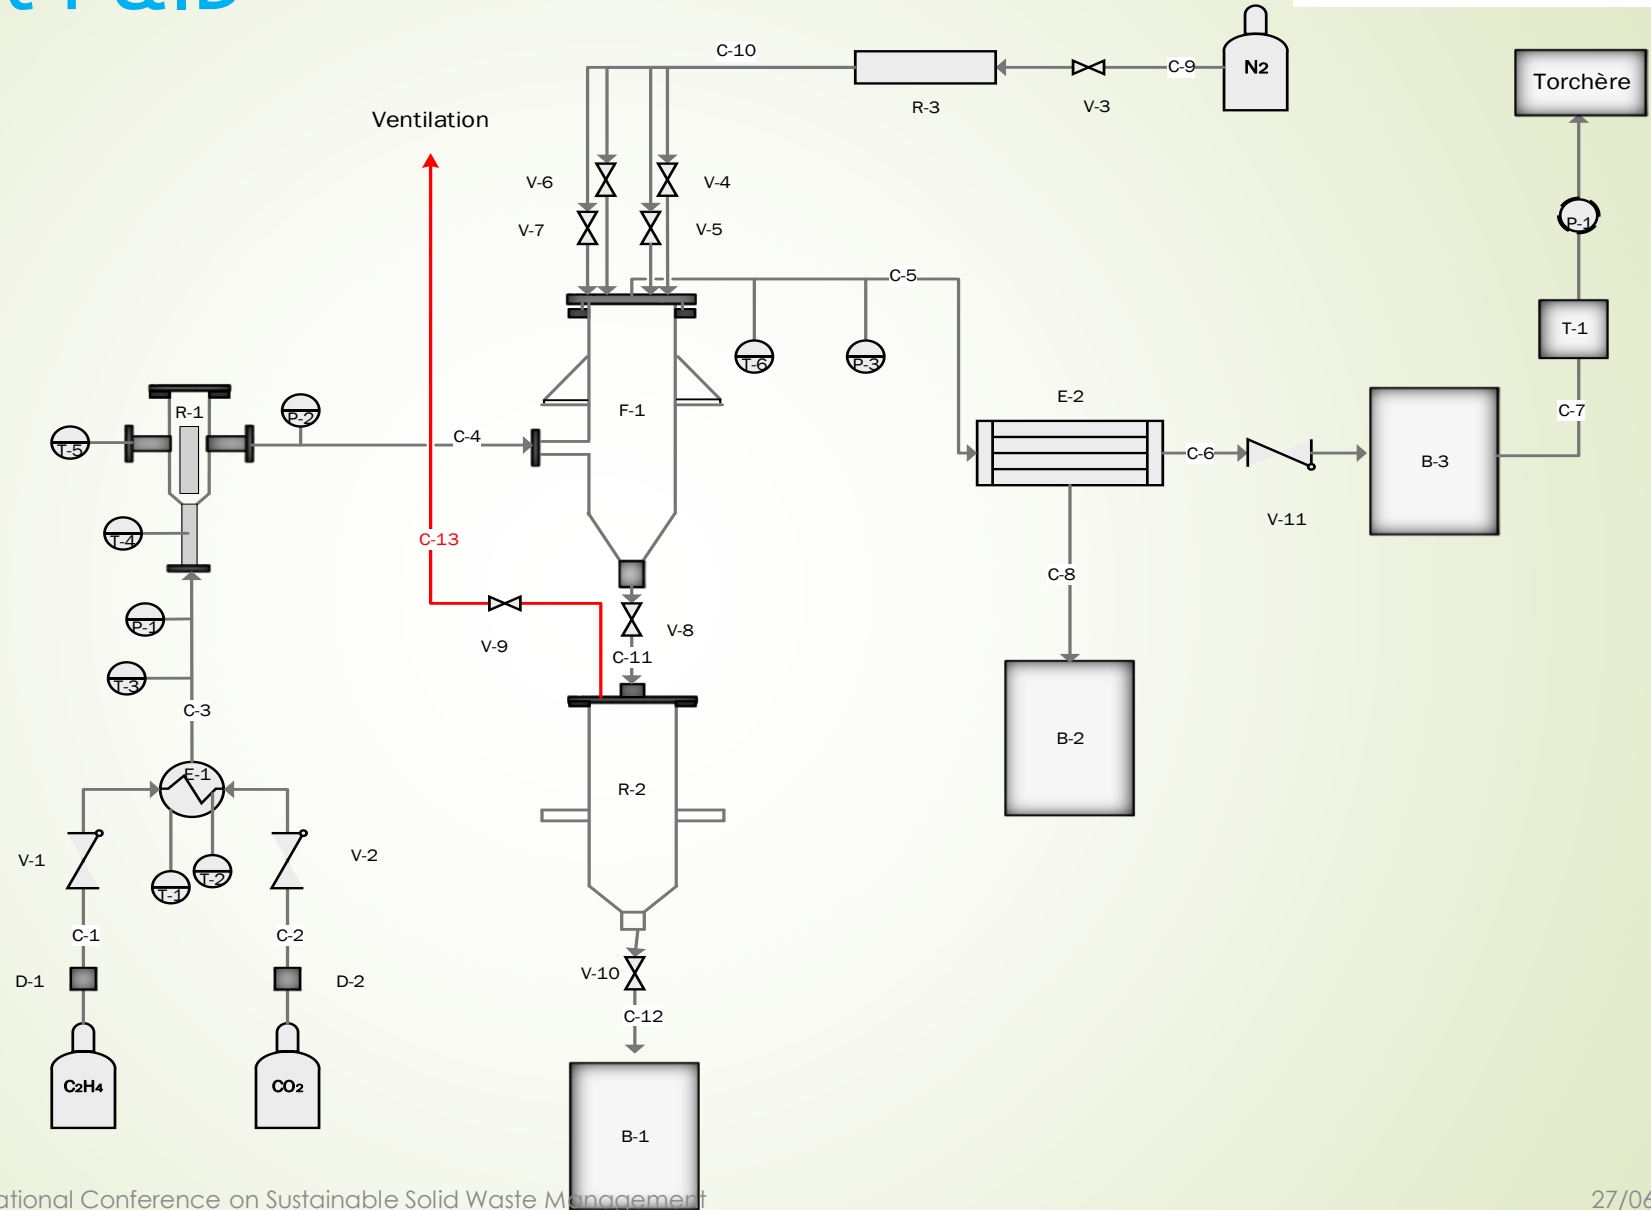 t P&ID
C-10
C-9
N2
Torchère
R-3
V-3
Ventilation
V-6
V-4
V-7
V-5
P-1
C-5
T-1
T-6
P-3
E-2
R-1
P-2
F-1
C-7
T-5
C-4
C-6
B-3
V-11
T-4
C-13
C-8
P-1
V-8
V-9
C-11
T-3
C-3
B-2
E-1
R-2
V-1
V-2
T-1
T-2
C-1
C-2
D-1
D-2
V-10
C-12
C₂H₄
CO₂
B-1
ational Conference on Sustainable Solid Waste Management
27/06